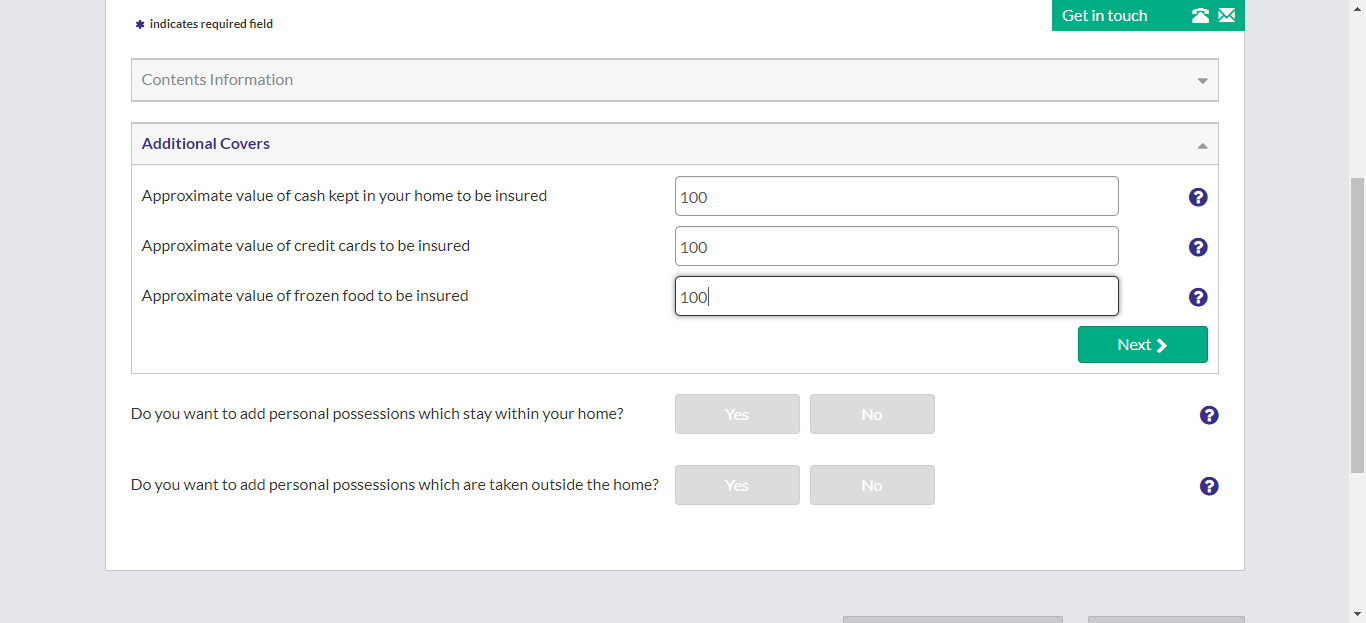 ✱ indicates required field
Get in touch
Contents Information
Additional Covers
Approximate value of cash kept in your home to be insured
100
?
Approximate value of credit cards to be insured
100
?
Approximate value of frozen food to be insured
100
?
Next
Do you want to add personal possessions which stay within your home?
Yes
No
?
Do you want to add personal possessions which are taken outside the home?
Yes
No
?